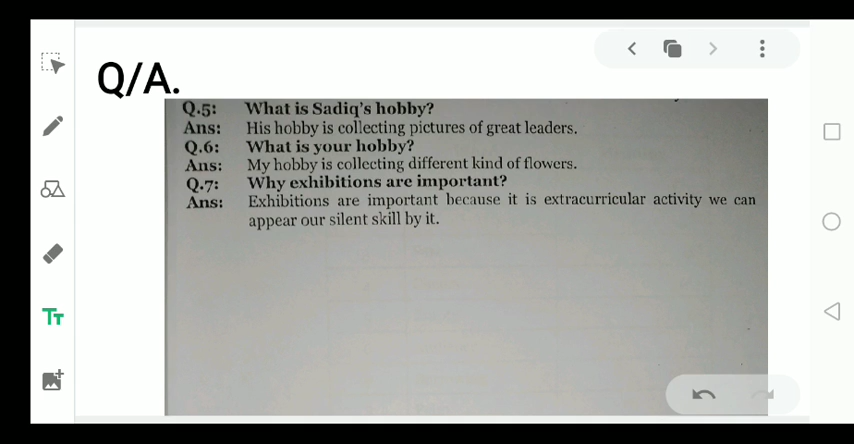 Q/A.
Q.5: What is Sadiq's hobby?
Ans: His hobby is collecting pictures of great leaders.
Q.6: What is your hobby?
Ans: My hobby is collecting different kind of flowers.
Q.7: Why exhibitions are important?
Ans: Exhibitions are important because it is extracurricular activity we can
appear our silent skill by it.
Tт